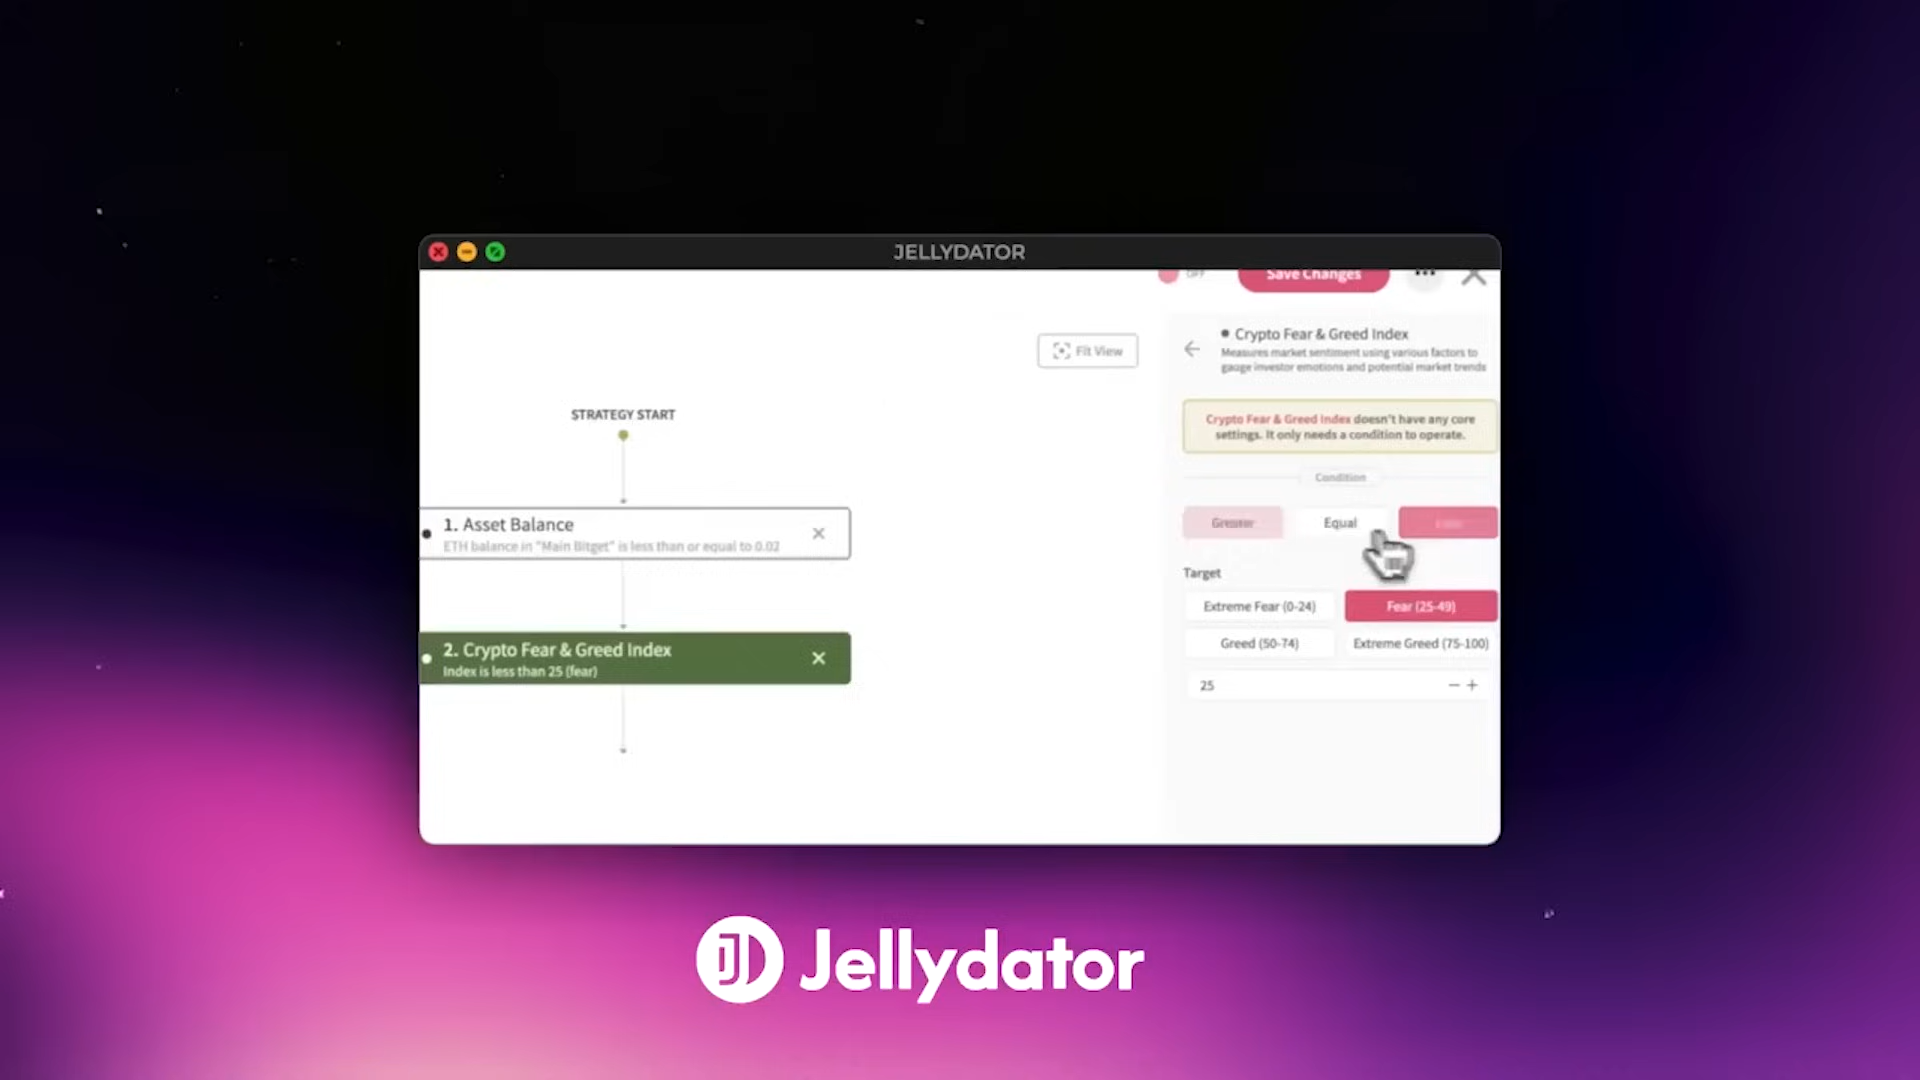 JELLYDATOR
OFF
Save Changes
Fit View
Crypto Fear & Greed Index
Measures market sentiment using various factors to
gauge investor emotions and potential market trends
Crypto Fear & Greed Index doesn't have any core
settings. It only needs a condition to operate.
Condition
Greater
Equal
Target
Extreme Fear (0-24)
Fear (25-49)
Greed (50-74)
Extreme Greed (75-100)
25
STRATEGY START
1. Asset Balance
ETH balance in "Main Bitget" is less than or equal to 0.02
2. Crypto Fear & Greed Index
Index is less than 25 (fear)
Jellydator